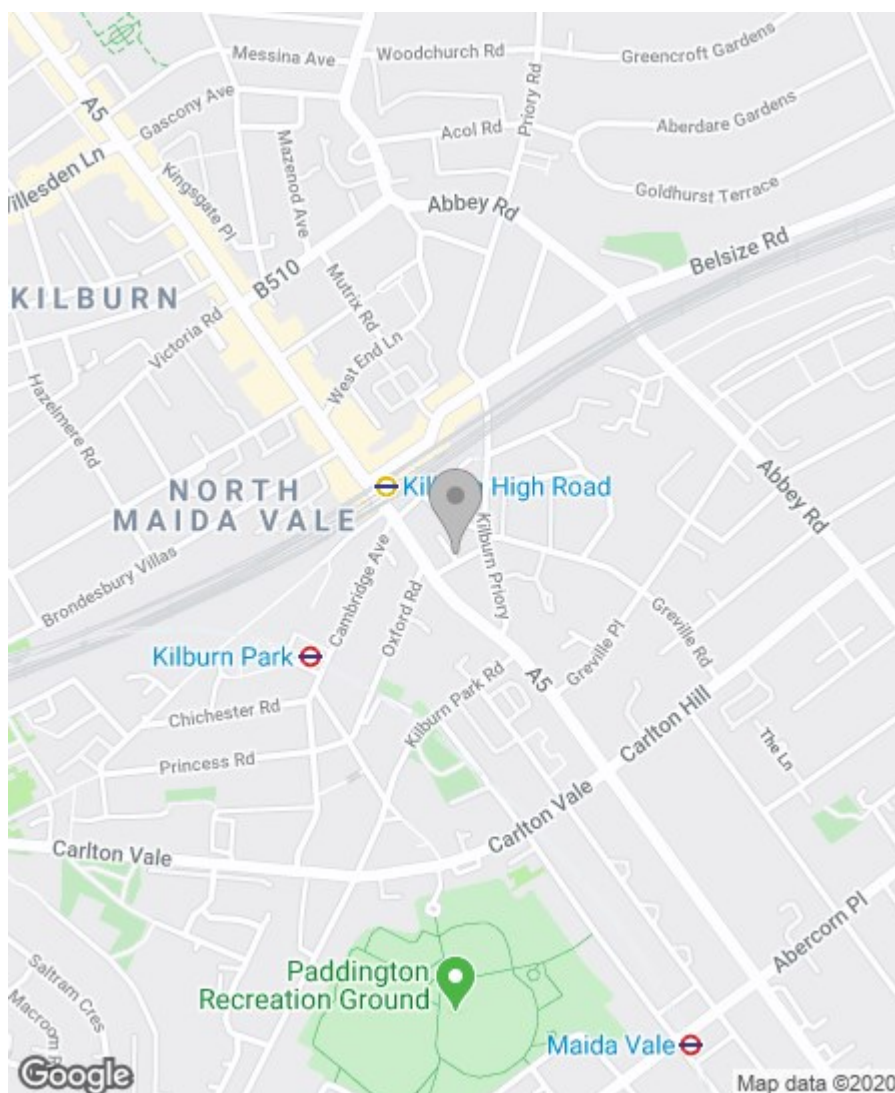 Messina Ave
Woodchurch Rd
Greencroft Gardens
A5
Gascony Ave
Priory Rd
Acol Rd
Aberdare Gardens
Mazenod Ave
Kingsgate Pl
Goldhurst Terrace
Abbey Rd
Belsize Rd
B510
KILBURN
Mutrix Rd
Victoria Rd
West End Ln
Hazelmere Rd
Abbey Rd
NORTH
MAIDA VALE
High Road
Kilburn Priory
Cambridge Ave
Brondesbury Villas
Oxford Rd
Greville Rd
Greville Pl
Kilburn Park
A5
Kilburn Park Rd
Chichester Rd
Carlton Hill
The Ln
Princess Rd
Carlton Vale
Carlton Vale
Abercorn Pl
Saltram Cres
Paddington
Recreation Ground
Macroom
Maida Vale
Google
Map data ©2020